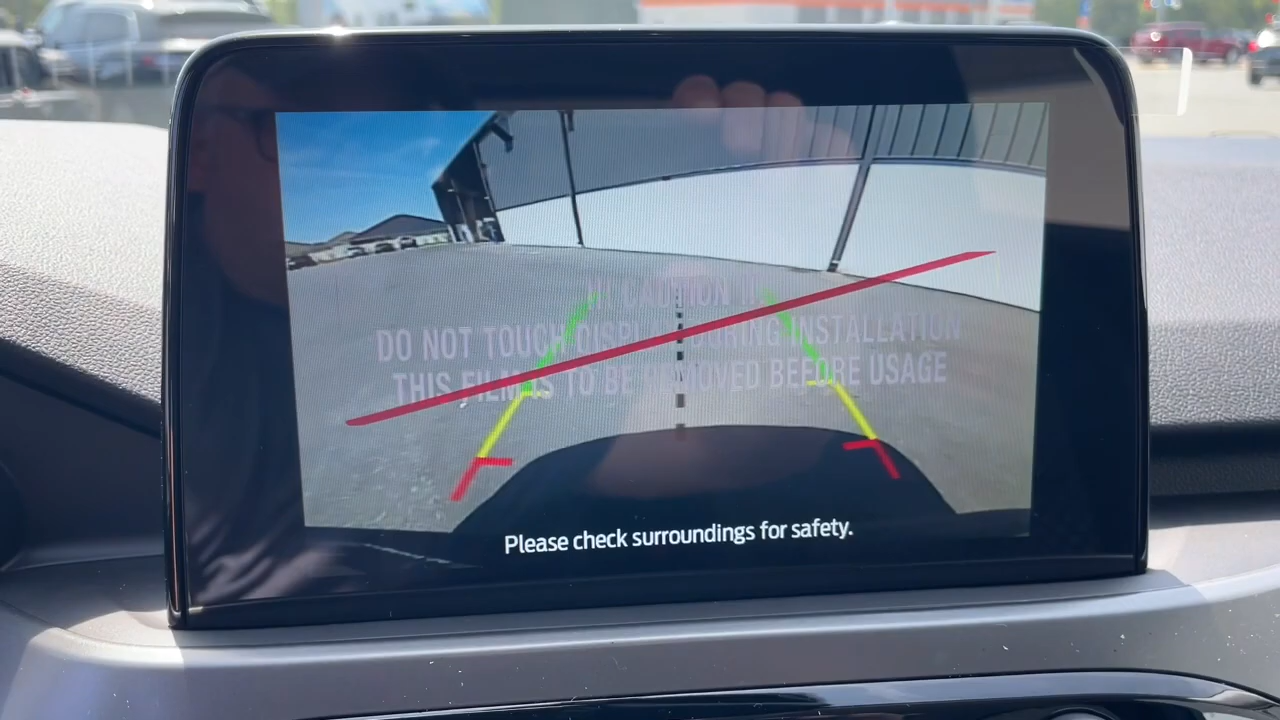 !!! CAUTION !!!
DO NOT TOUCH DISPLAY DURING INSTALLATION
THIS FILM IS TO BE REMOVED BEFORE USAGE
Please check surroundings for safety.